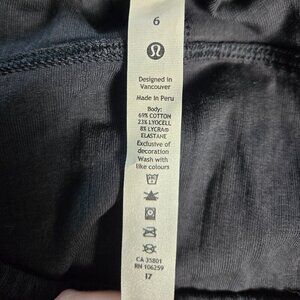 6
Designed in
Vancouver
Made in Peru
Body:
69% COTTON
23% LYOCELL
8% LYCRA®
ELASTANE
Exclusive of
decoration
Wash with
like colours
CA 35801
RN 106259
17